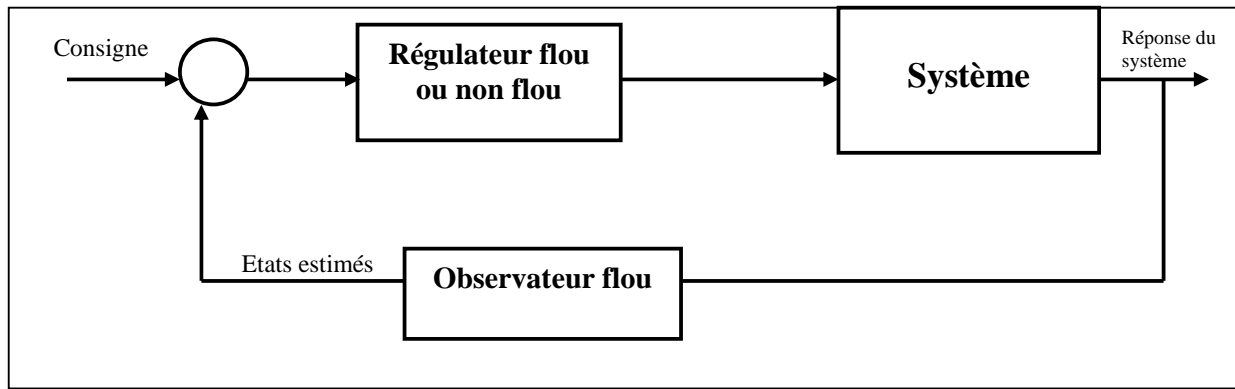 Consigne
Régulateur flou
ou non flou
Système
Réponse du
système
Etats estimés
Observateur flou